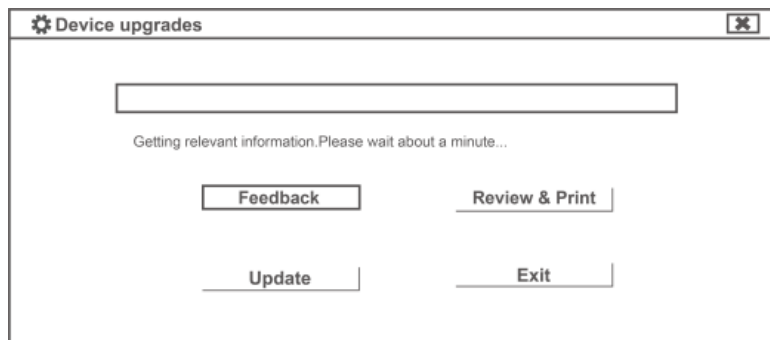 Device upgrades
Getting relevant information.Please wait about a minute...
Feedback
Review & Print
Update
Exit